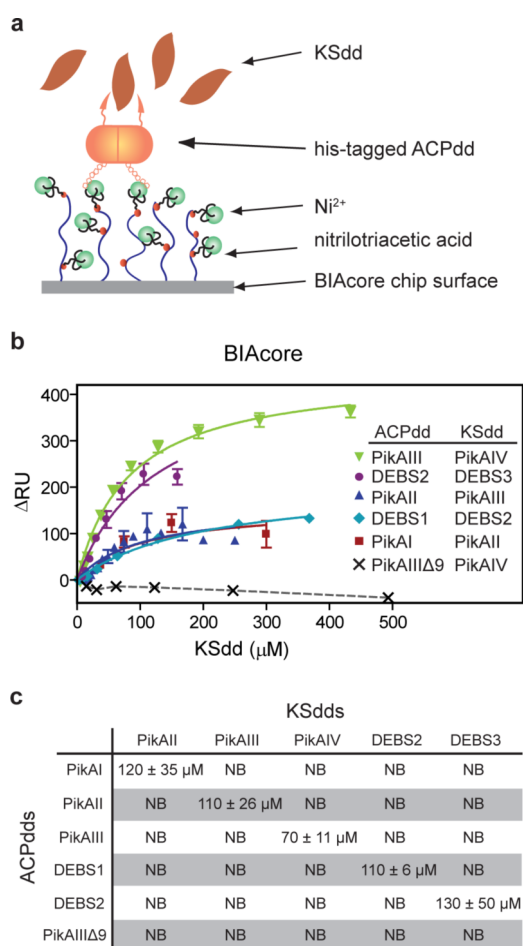 a
KSdd
his-tagged ACPdd
Ni²⁺
nitrilotriacetic acid
BIAcore chip surface
b
BIAcore
ΔRU
400
300
200
100
0
0 100 200 300 400 500
KSdd (μM)
ACPdd KSdd
PikAIII PikAIV
DEBS2 DEBS3
PikAII PikAIII
DEBS1 DEBS2
PikAI PikAII
PikAIIIΔ9 PikAIV
c
KSdds
PikAII PikAIII PikAIV DEBS2 DEBS3
ACPdds
PikAI 120 ± 35 μM NB NB NB NB
PikAII NB 110 ± 26 μM NB NB NB
PikAIII NB NB 70 ± 11 μM NB NB
DEBS1 NB NB NB 110 ± 6 μM NB
DEBS2 NB NB NB NB 130 ± 50 μM
PikAIIIΔ9 NB NB NB NB NB